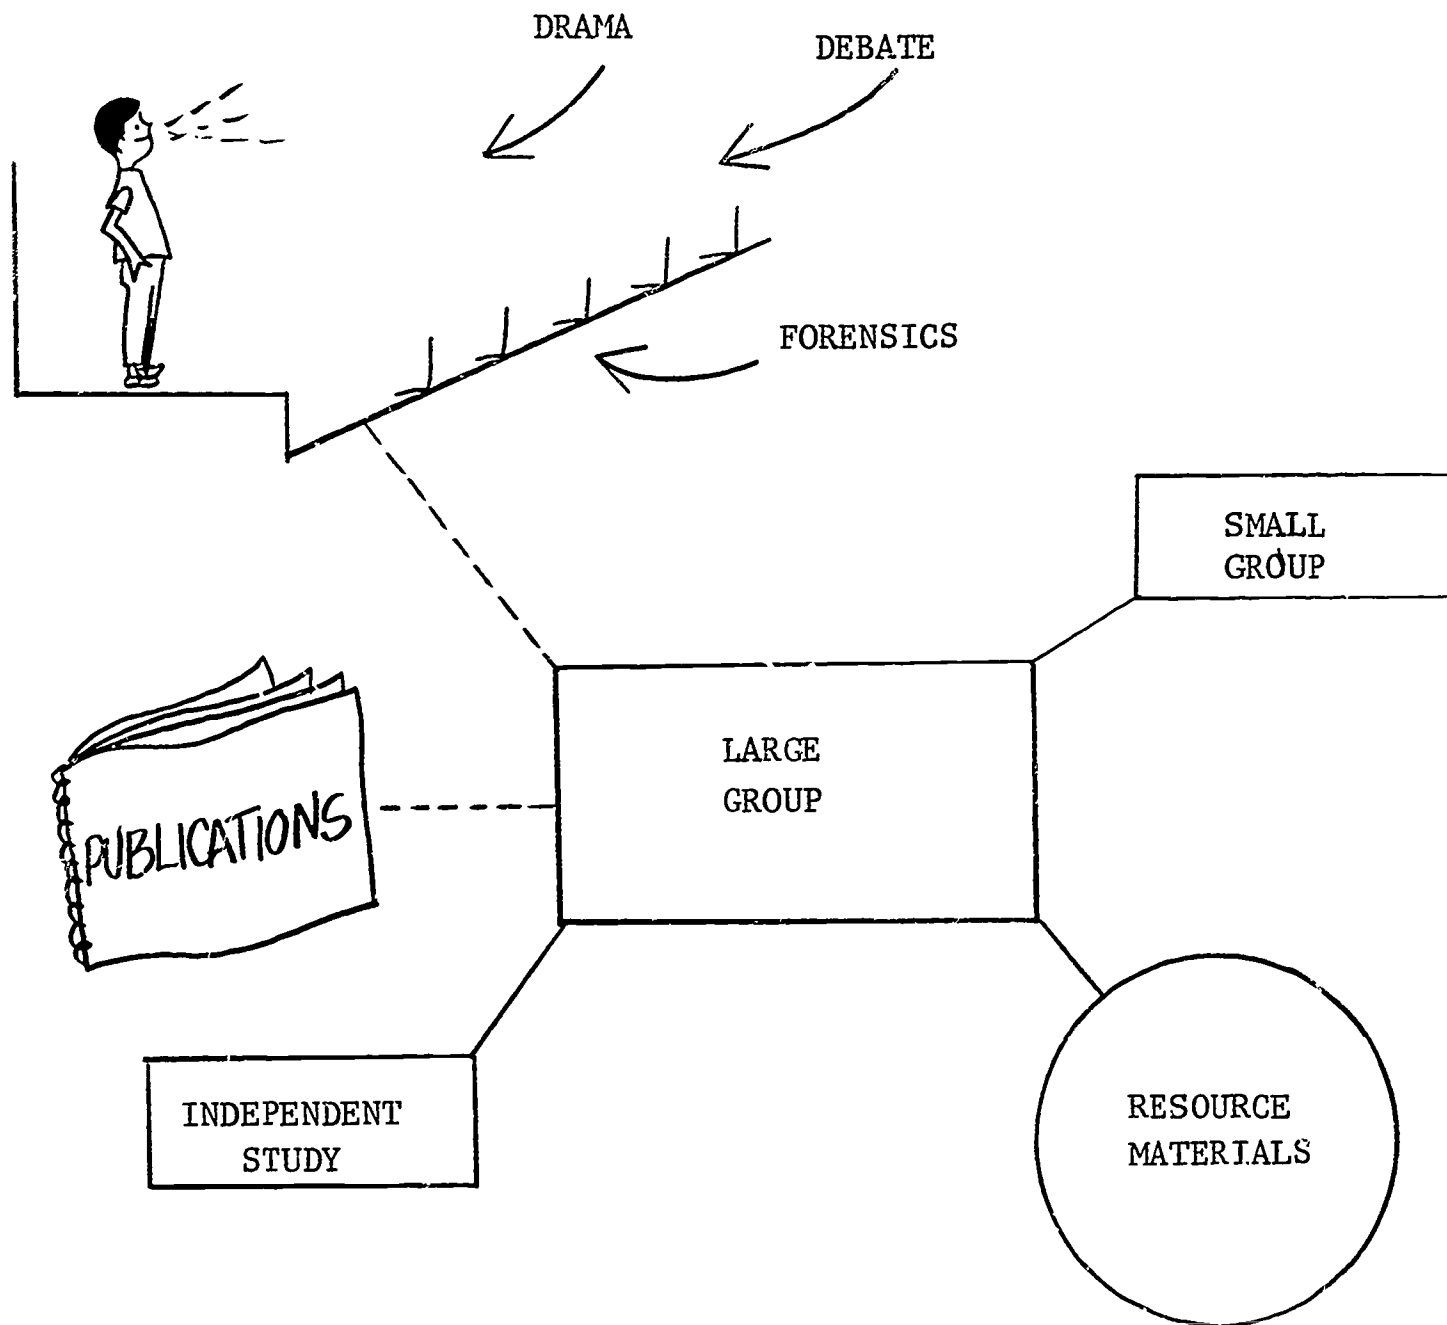 DRAMA
DEBATE
FORENSICS
SMALL
GROUP
LARGE
GROUP
PUBLICATIONS
INDEPENDENT
STUDY
RESOURCE
MATERIALS